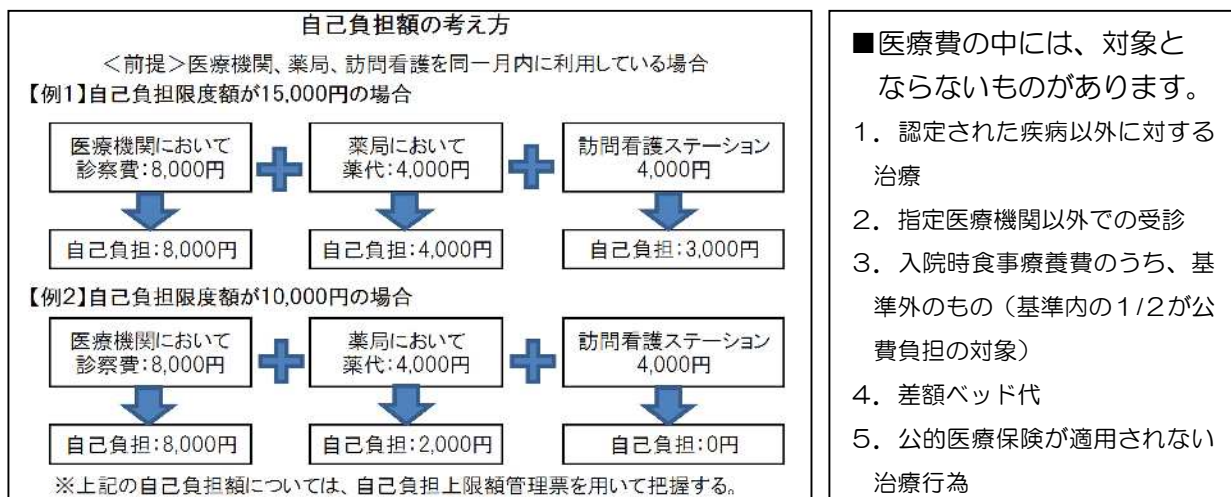 自己負担額の考え方
＜前提＞医療機関、薬局、訪問看護を同一月内に利用している場合
【例1】自己負担限度額が15,000円の場合
医療機関において
診察費：8,000円
薬局において
薬代：4,000円
訪問看護ステーション
4,000円
自己負担：8,000円
自己負担：4,000円
自己負担：3,000円
【例2】自己負担限度額が10,000円の場合
医療機関において
診察費：8,000円
薬局において
薬代：4,000円
訪問看護ステーション
4,000円
自己負担：8,000円
自己負担：2,000円
自己負担：0円
※上記の自己負担額については、自己負担上限額管理票を用いて把握する。
■医療費の中には、対象と
ならないものがあります。
１．認定された疾病以外に対する
治療
２．指定医療機関以外での受診
３．入院時食事療養費のうち、基
準外のもの（基準内の１/２が公
費負担の対象）
４．差額ベッド代
５．公的医療保険が適用されない
治療行為